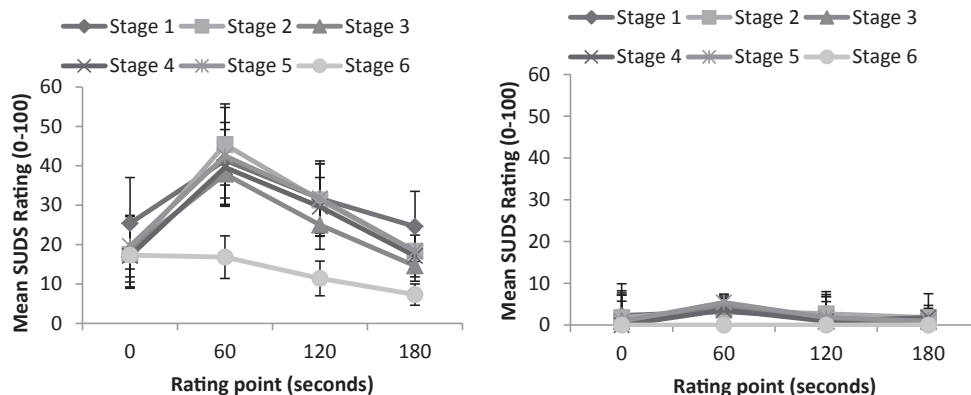 Stage 1 Stage 2 Stage 3
Stage 4 Stage 5 Stage 6
Mean SUDS Rating (0-100)
60
50
40
30
20
10
0
0 60 120 180
Rating point (seconds)
Stage 1 Stage 2 Stage 3
Stage 4 Stage 5 Stage 6
Mean SUDS Rating (0-100)
60
50
40
30
20
10
0
0 60 120 180
Rating point (seconds)